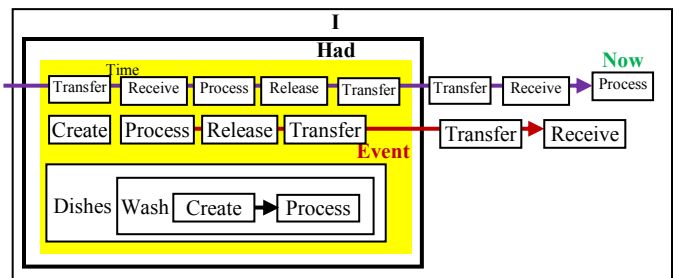 I
Had
Now
Time
Transfer Receive Process Release Transfer Transfer Receive Process
Create Process Release Transfer Transfer Receive
Event
Dishes Wash Create Process